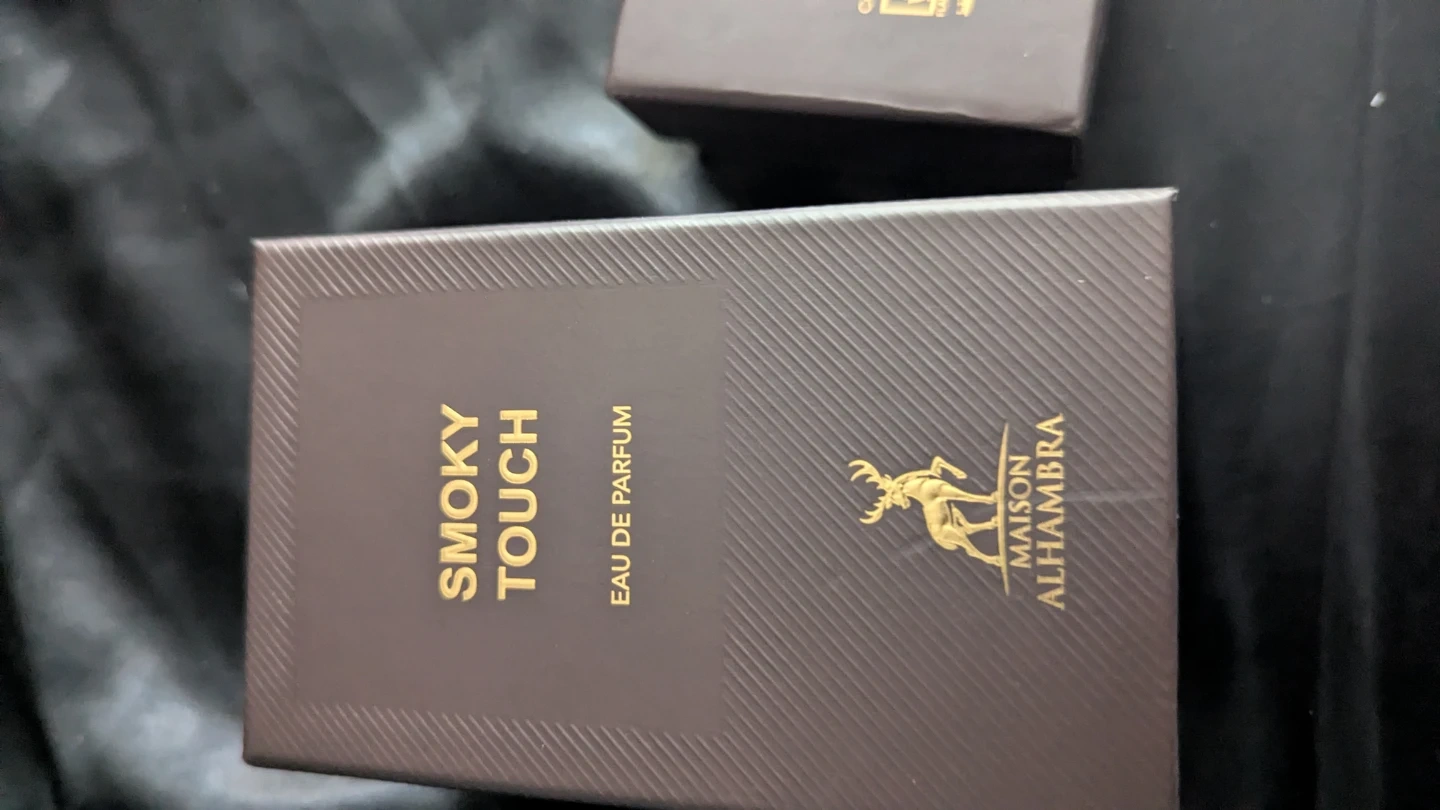 SMOKY
TOUCH
EAU DE PARFUM
MAISON
ALHAMBRA